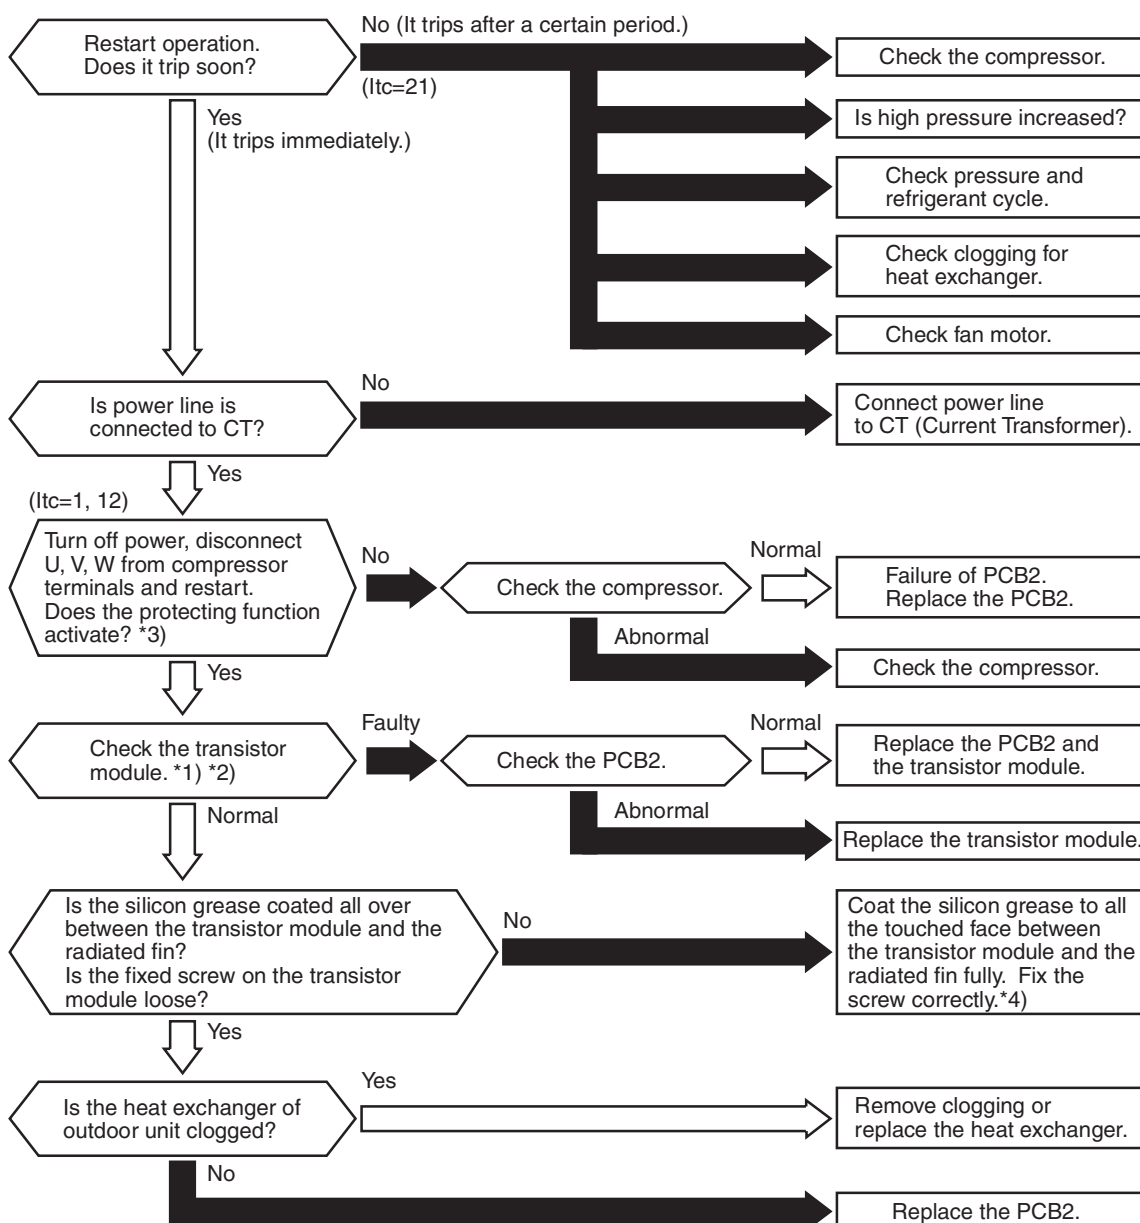 No (It trips after a certain period.)
Restart operation.
Does it trip soon?
Check the compressor.
(Itc=21)
Yes
(It trips immediately.)
Is high pressure increased?
Check pressure and
refrigerant cycle.
Check clogging for
heat exchanger.
Check fan motor.
No
Is power line is
connected to CT?
Connect power line
to CT (Current Transformer).
Yes
(Itc=1, 12)
Turn off power, disconnect
U, V, W from compressor
terminals and restart.
Does the protecting function
activate? *3)
No
Check the compressor.
Normal
Failure of PCB2.
Replace the PCB2.
Abnormal
Check the compressor.
Yes
Check the transistor
module. *1) *2)
Faulty
Check the PCB2.
Normal
Replace the PCB2 and
the transistor module.
Abnormal
Replace the transistor module.
Normal
Is the silicon grease coated all over
between the transistor module and the
radiated fin?
Is the fixed screw on the transistor
module loose?
No
Coat the silicon grease to all
the touched face between
the transistor module and the
radiated fin fully.  Fix the
screw correctly.*4)
Yes
Is the heat exchanger of
outdoor unit clogged?
Yes
Remove clogging or
replace the heat exchanger.
No
Replace the PCB2.